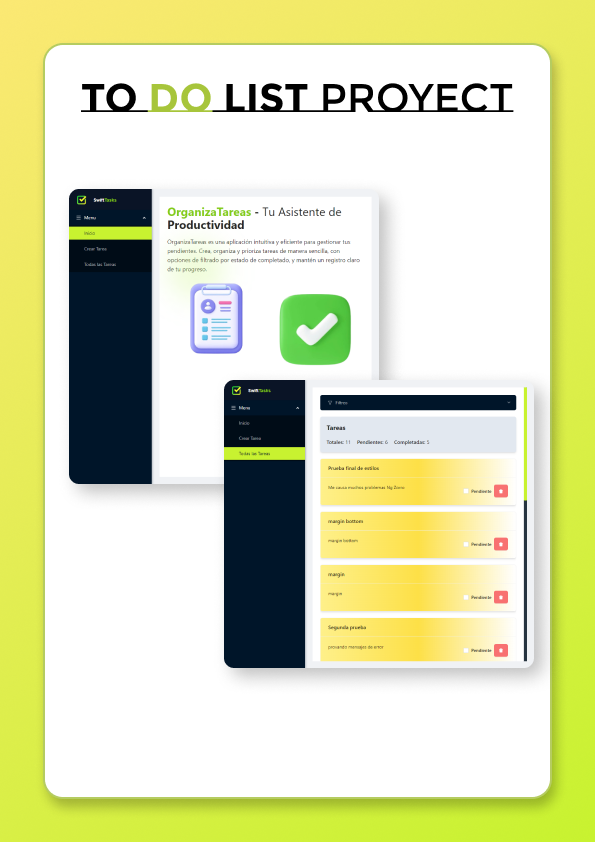 TO DO LIST PROYECT
SwiftTasks
Menu
Inicio
Crear Tarea
Todas las Tareas
OrganizaTareas - Tu Asistente de
Productividad
OrganizaTareas es una aplicación intuitiva y eficiente para gestionar tus
pendientes. Crea, organiza y prioriza tareas de manera sencilla, con
opciones de filtrado por estado de completado, y mantén un registro claro
de tu progreso.
SwiftTasks
Menu
Inicio
Crear Tarea
Todas las Tareas
Filtros
Tareas
Totales: 11 Pendientes: 6 Completadas: 5
Prueba final de estilos
Me causa muchos problemas Ng Zorro
Pendiente
margin bottom
margin bottom
Pendiente
margin
margin
Pendiente
Segunda prueba
provando mensajes de error
Pendiente